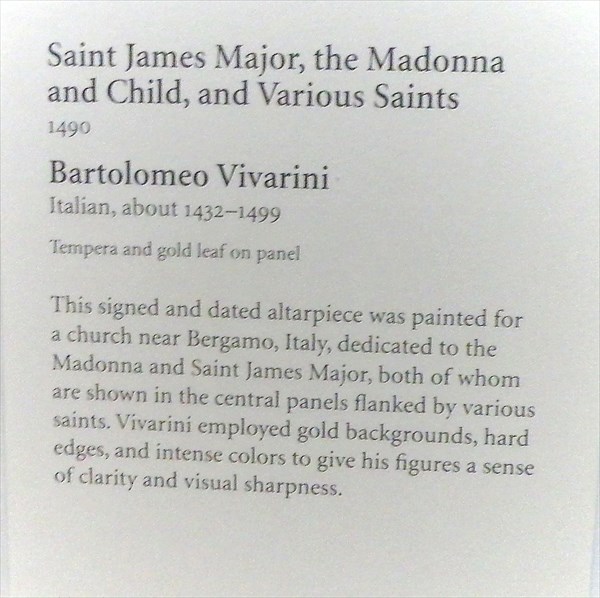 Saint James Major, the Madonna
and Child, and Various Saints
1490
Bartolomeo Vivarini
Italian, about 1432–1499
Tempera and gold leaf on panel
This signed and dated altarpiece was painted for
a church near Bergamo, Italy, dedicated to the
Madonna and Saint James Major, both of whom
are shown in the central panels flanked by various
saints. Vivarini employed gold backgrounds, hard
edges, and intense colors to give his figures a sense
of clarity and visual sharpness.